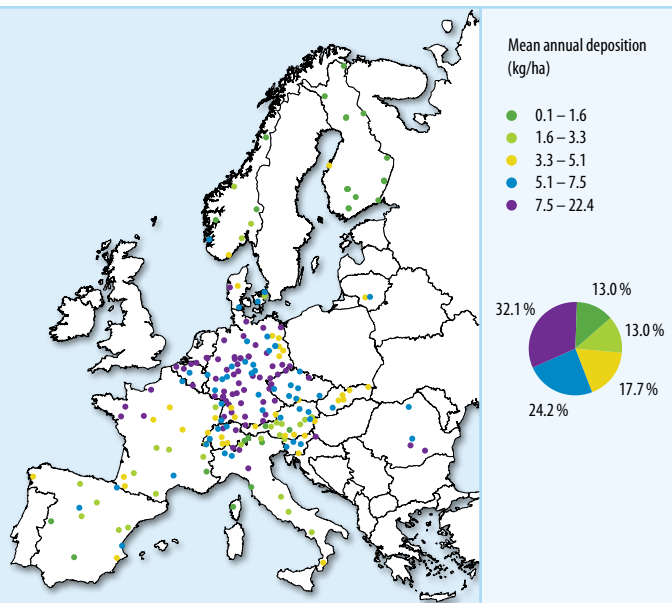 Mean annual deposition
(kg/ha)
0.1 – 1.6
1.6 – 3.3
3.3 – 5.1
5.1 – 7.5
7.5 – 22.4
13.0 %
32.1 %
13.0 %
17.7 %
24.2 %